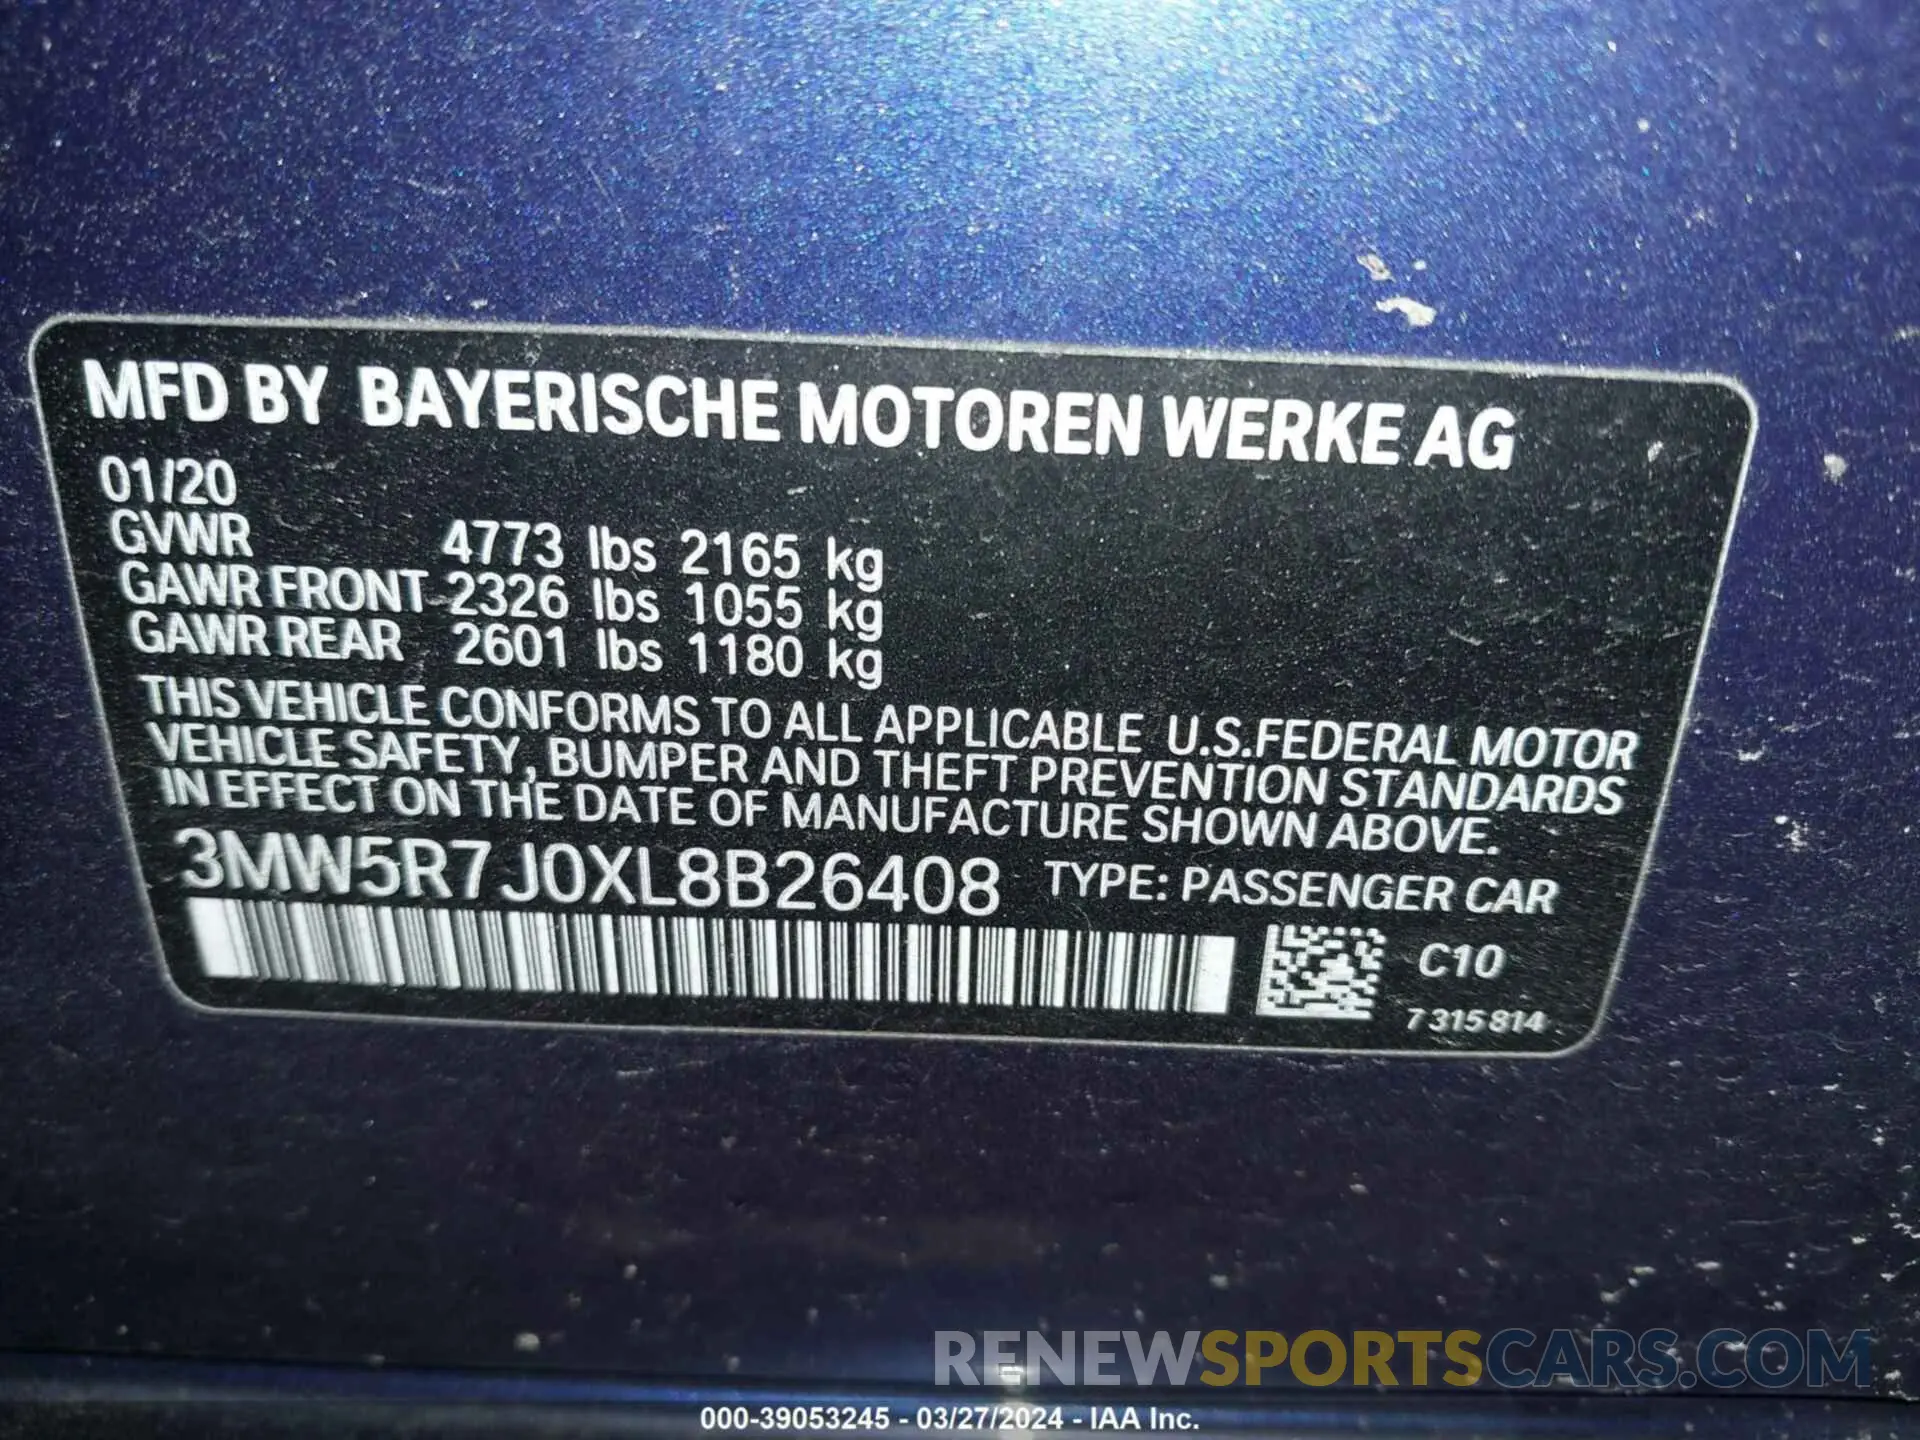 MFD BY BAYERISCHE MOTOREN WERKE AG
01/20
GVWR 4773 lbs 2165 kg
GAWR FRONT 2326 lbs 1055 kg
GAWR REAR 2601 lbs 1180 kg
THIS VEHICLE CONFORMS TO ALL APPLICABLE U.S.FEDERAL MOTOR
VEHICLE SAFETY, BUMPER AND THEFT PREVENTION STANDARDS
IN EFFECT ON THE DATE OF MANUFACTURE SHOWN ABOVE.
3MW5R7J0XL8B26408 TYPE: PASSENGER CAR
C10
7 315 814
RENEWSPORTSCARS.COM
000-39053245 - 03/27/2024 - IAA Inc.